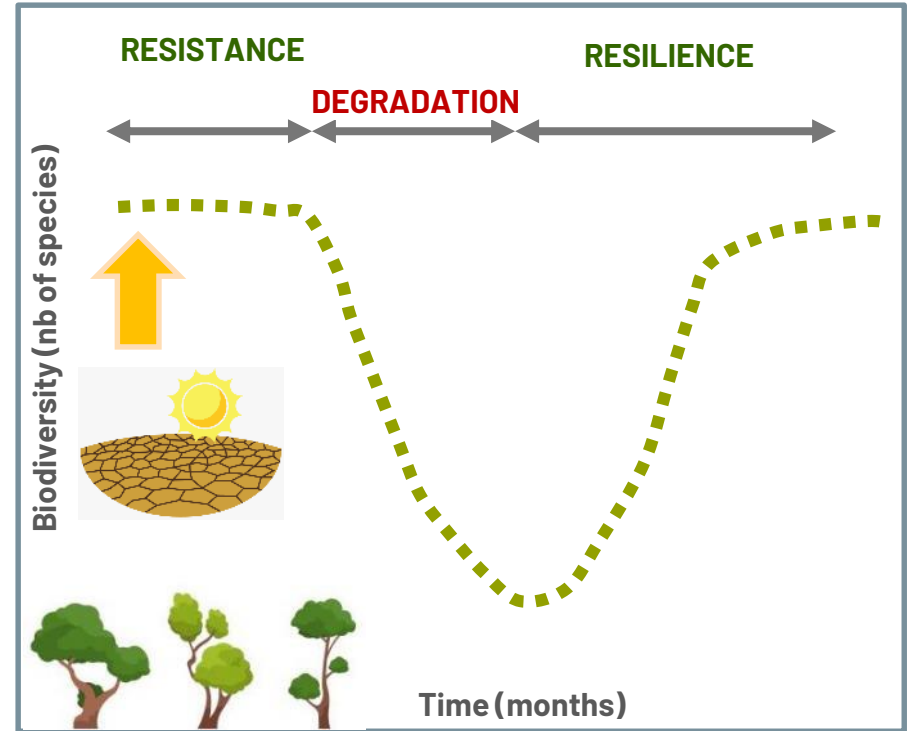 RESISTANCE
RESILIENCE
DEGRADATION
Biodiversity (nb of species)
Time (months)